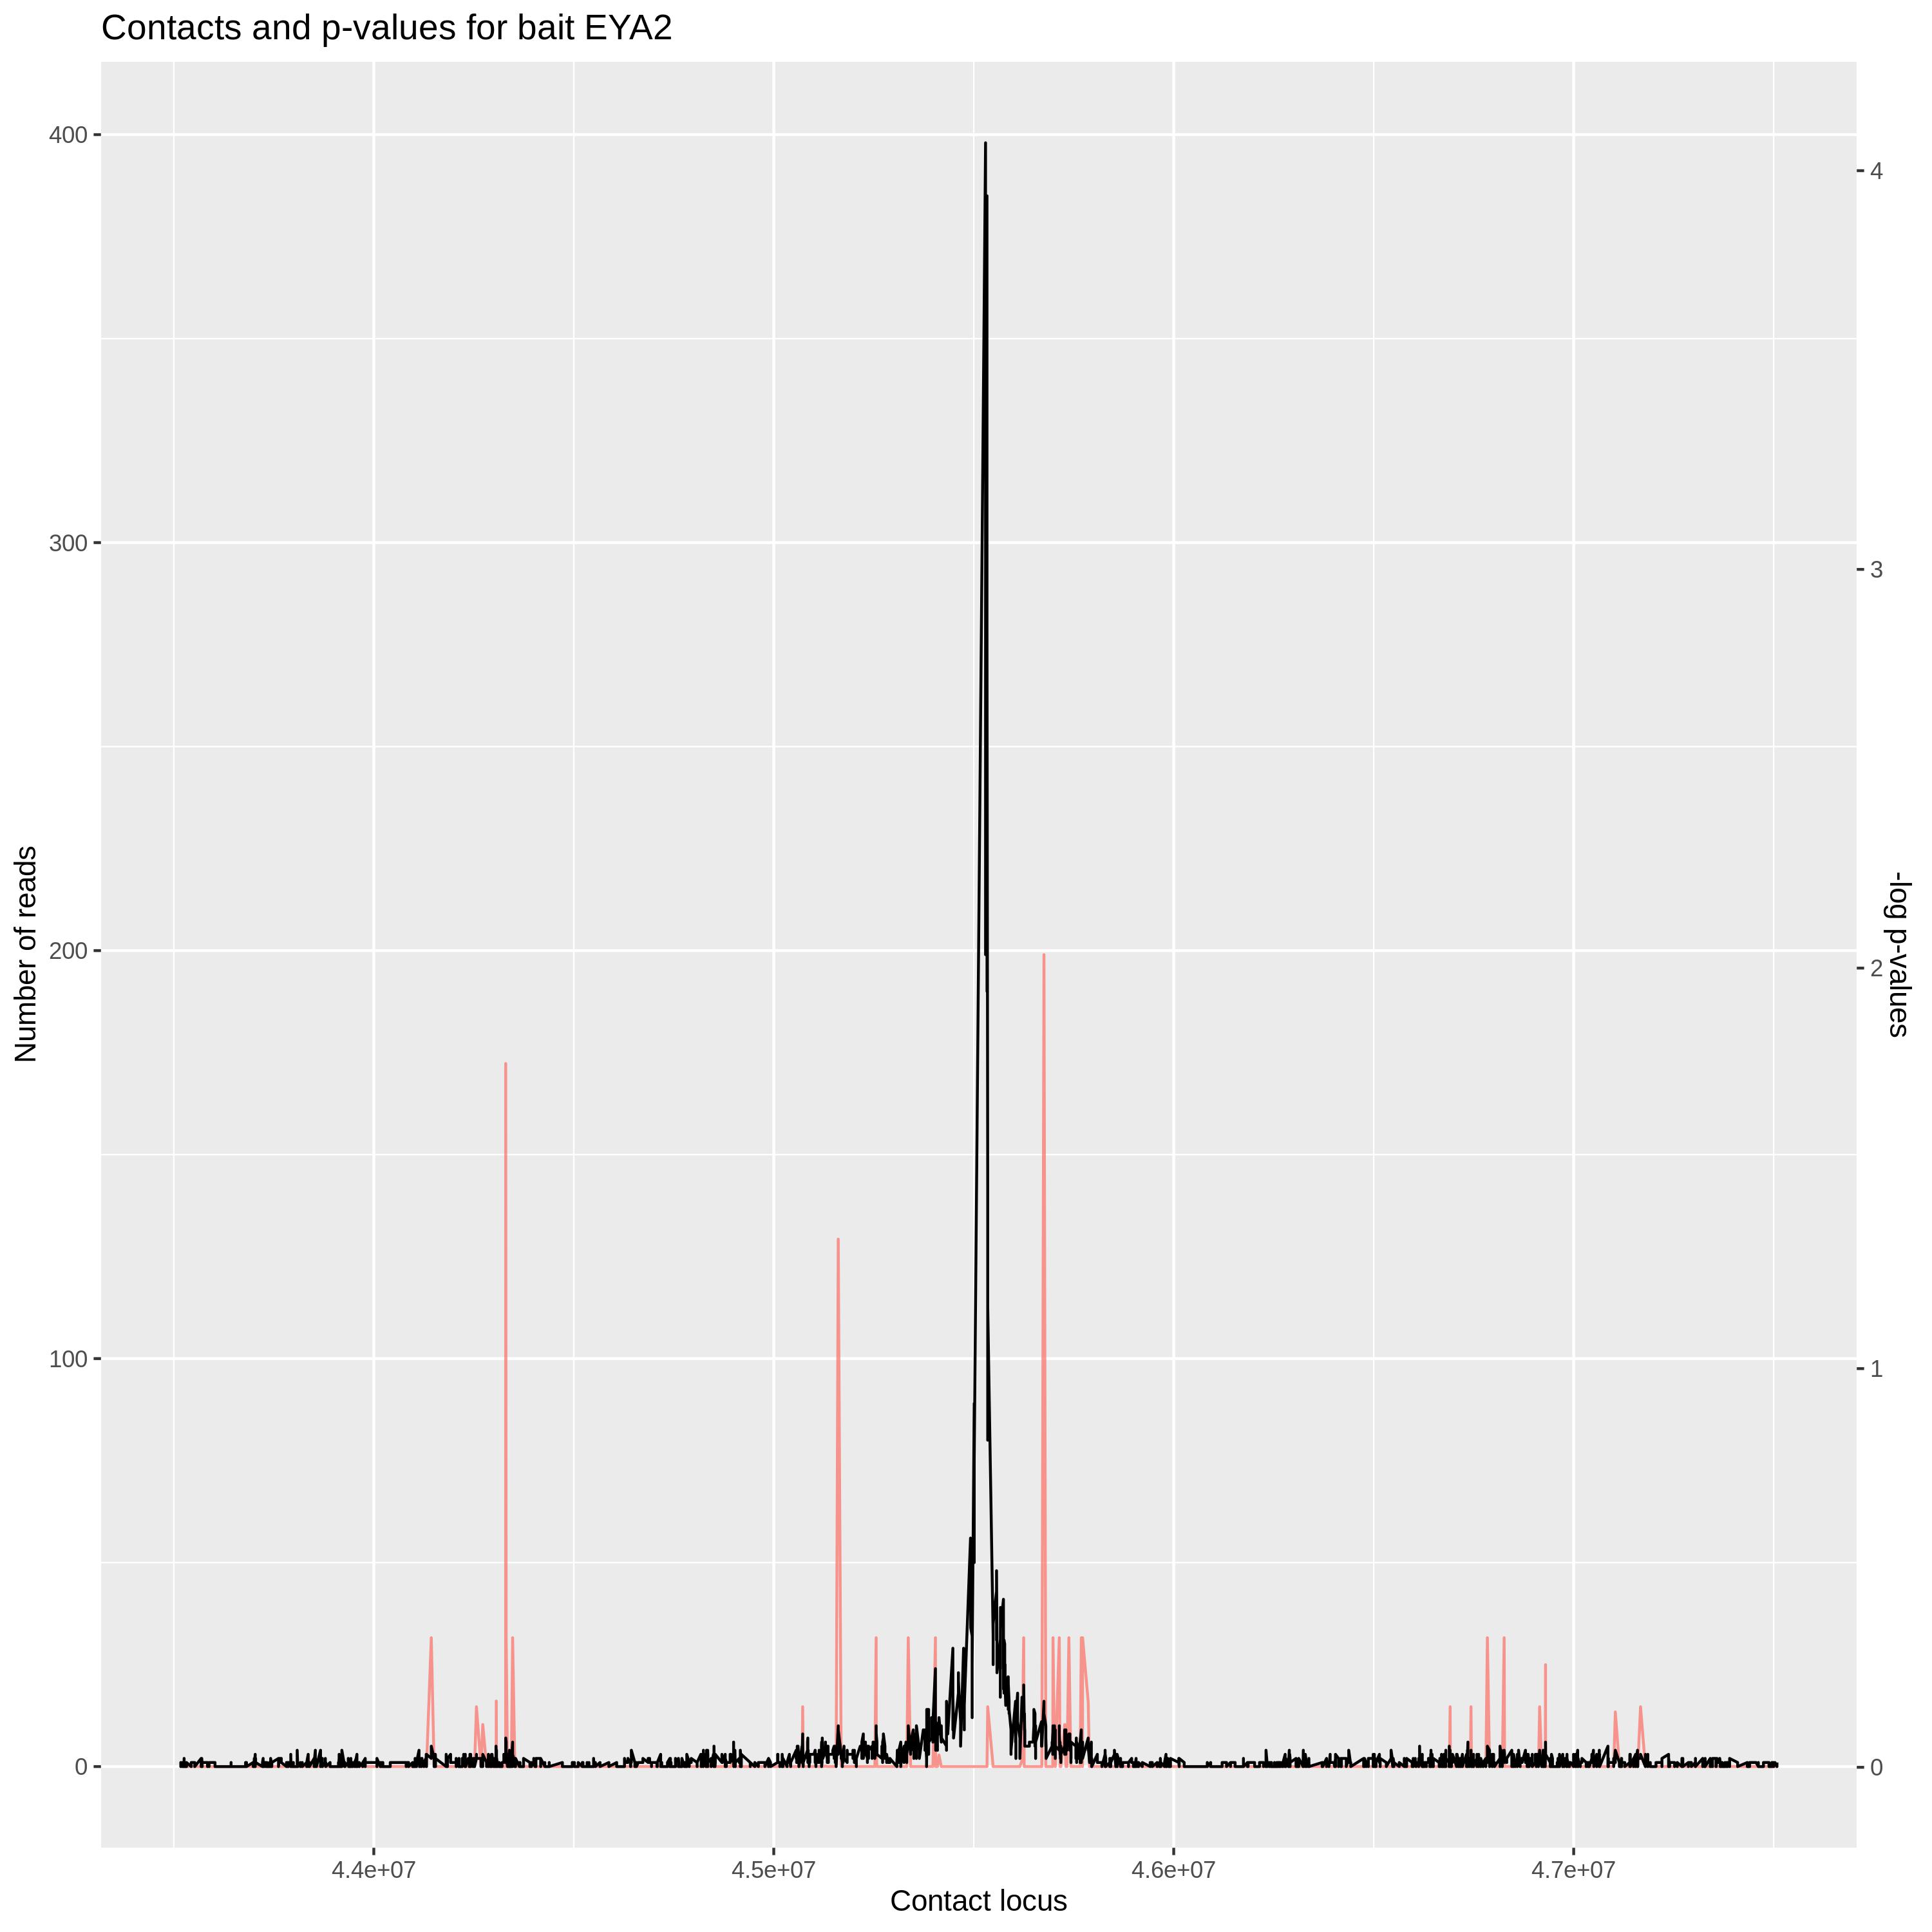 Contacts and p-values for bait EYA2
400
300
200
100
0
Number of reads
4
3
2
1
0
-log p-values
4.4e+07
4.5e+07
4.6e+07
4.7e+07
Contact locus